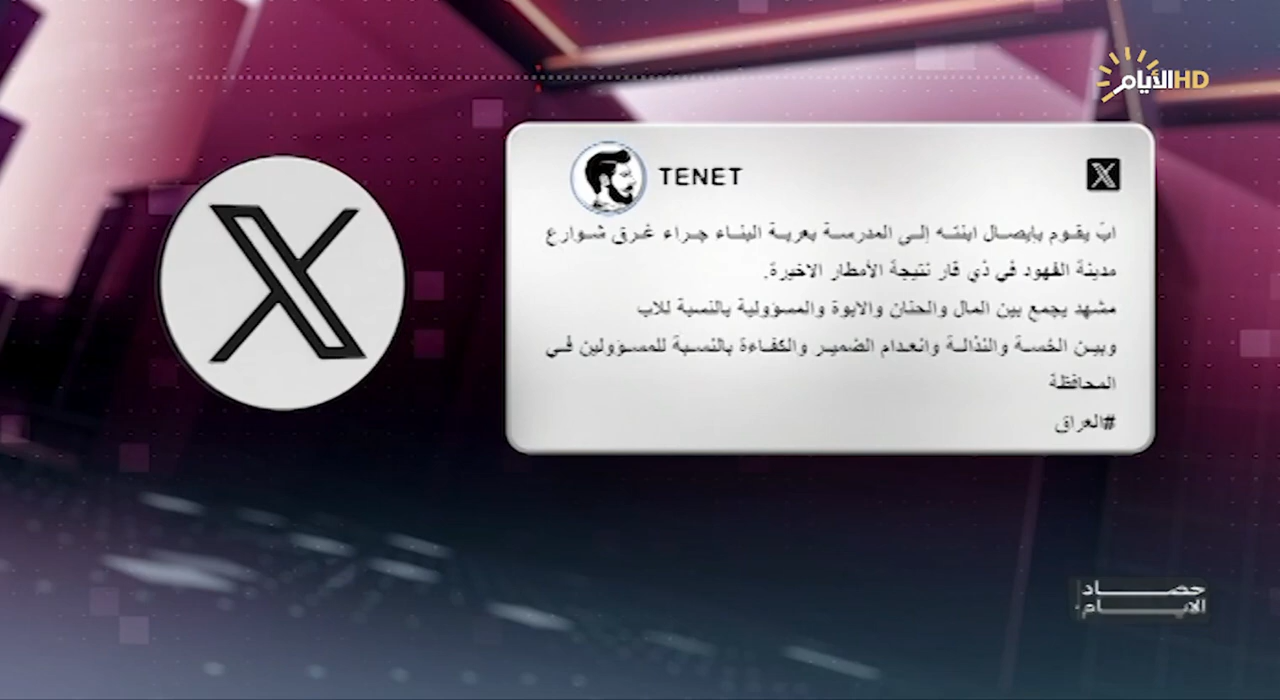 الأيام HD
TENET
ابّ يقوم بإيصال ابنته إلى المدرسة بعربة البناء جراء غرق شوارع
مدينة الفهود في ذي قار نتيجة الأمطار الاخيرة.
مشهد يجمع بين المال والحنان والابوة والمسؤولية بالنسبة للاب
وبين الخسة والنذالة وانعدام الضمير والكفاءة بالنسبة للمسؤولين في
المحافظة
#العراق
حصاد
الايام